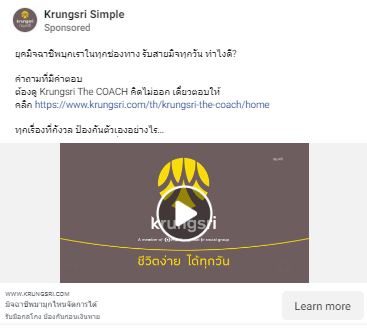 Krungsri Simple
Sponsored
ยุคมิจฉาชีพบุกเราในทุกช่องทาง รับสายมิจทุกวัน ทำไงดี?
คำถามที่มีคำตอบ
ต้องดู Krungsri The COACH คิดไม่ออก เดี๋ยวตอบให้
คลิก https://www.krungsri.com/th/krungsri-the-coach/home
ทุกเรื่องที่กังวล ป้องกันตัวเองอย่างไร...
krungsri
A member of MUFG, a global financial group
ชีวิตง่าย ได้ทุกวัน
WWW.KRUNGSRI.COM
มิจฉาชีพมามุกไหนจัดการได้
รับมือกลโกง ป้องกันก่อนเงินหาย
Learn more